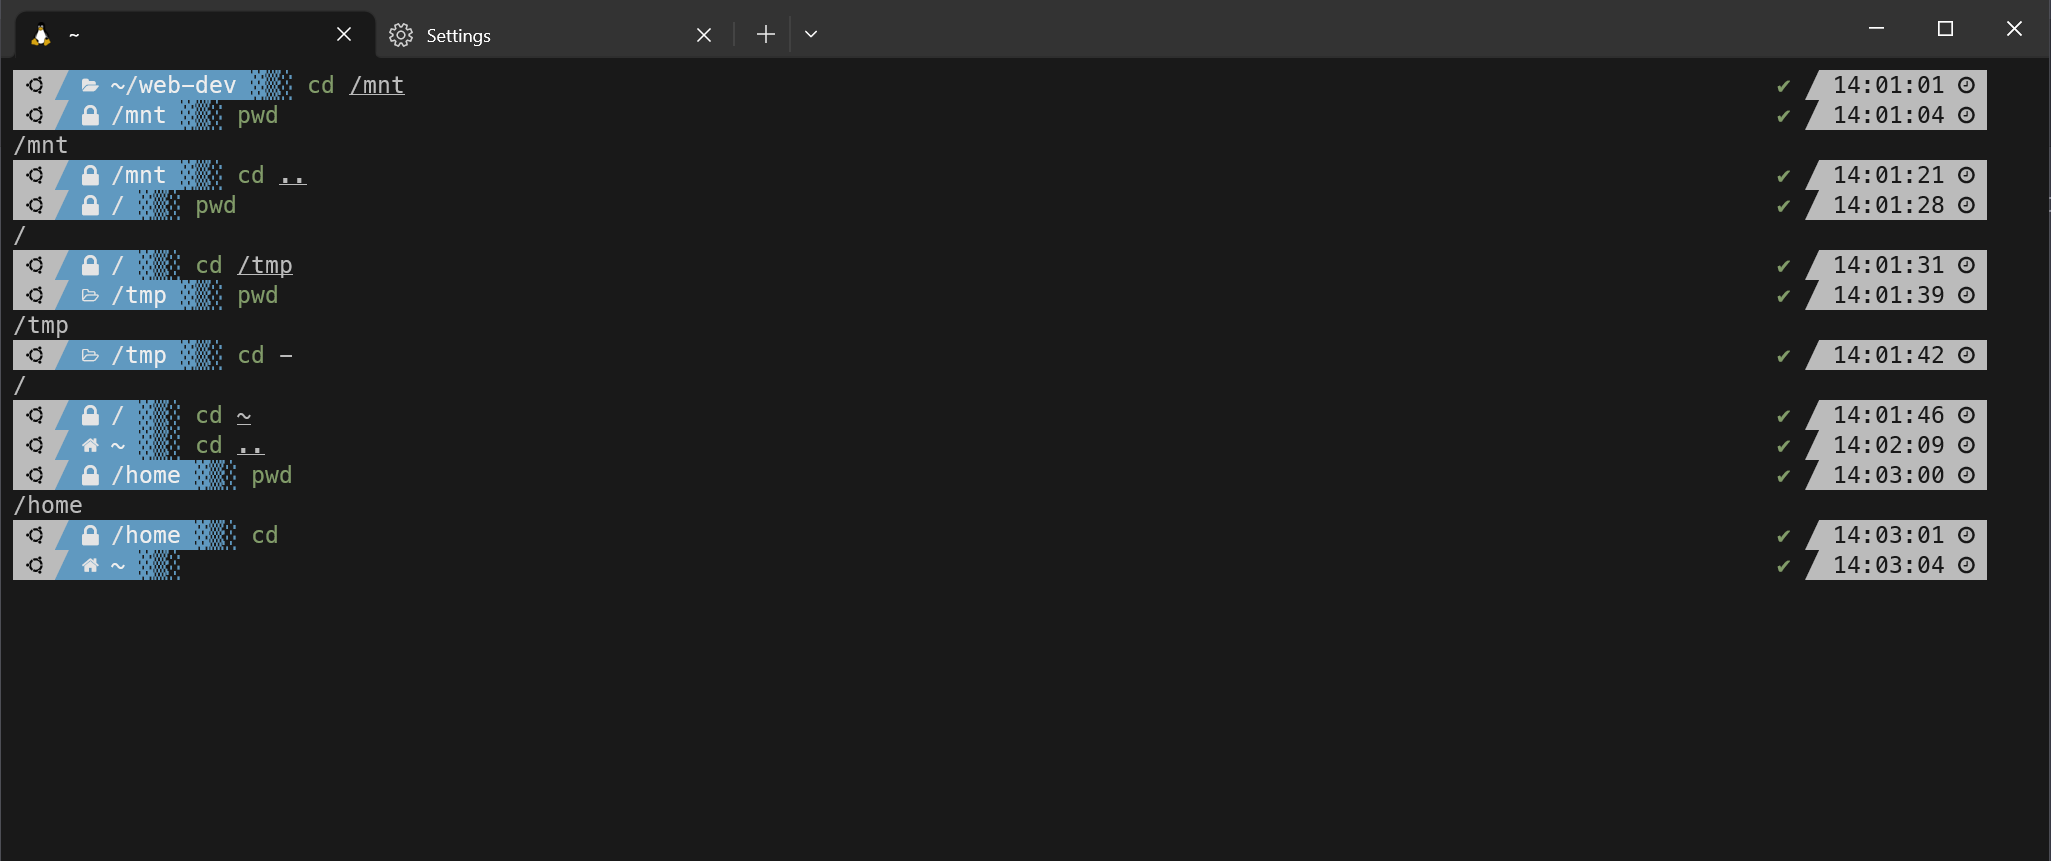 ~ Settings
~/web-dev cd /mnt ✔ 14:01:01
/mnt pwd ✔ 14:01:04
/mnt
/mnt cd .. ✔ 14:01:21
/ pwd ✔ 14:01:28
/
/ cd /tmp ✔ 14:01:31
/tmp pwd ✔ 14:01:39
/tmp
/tmp cd - ✔ 14:01:42
/
/ cd ~ ✔ 14:01:46
~ cd .. ✔ 14:02:09
/home pwd ✔ 14:03:00
/home
/home cd ✔ 14:03:01
~ ✔ 14:03:04